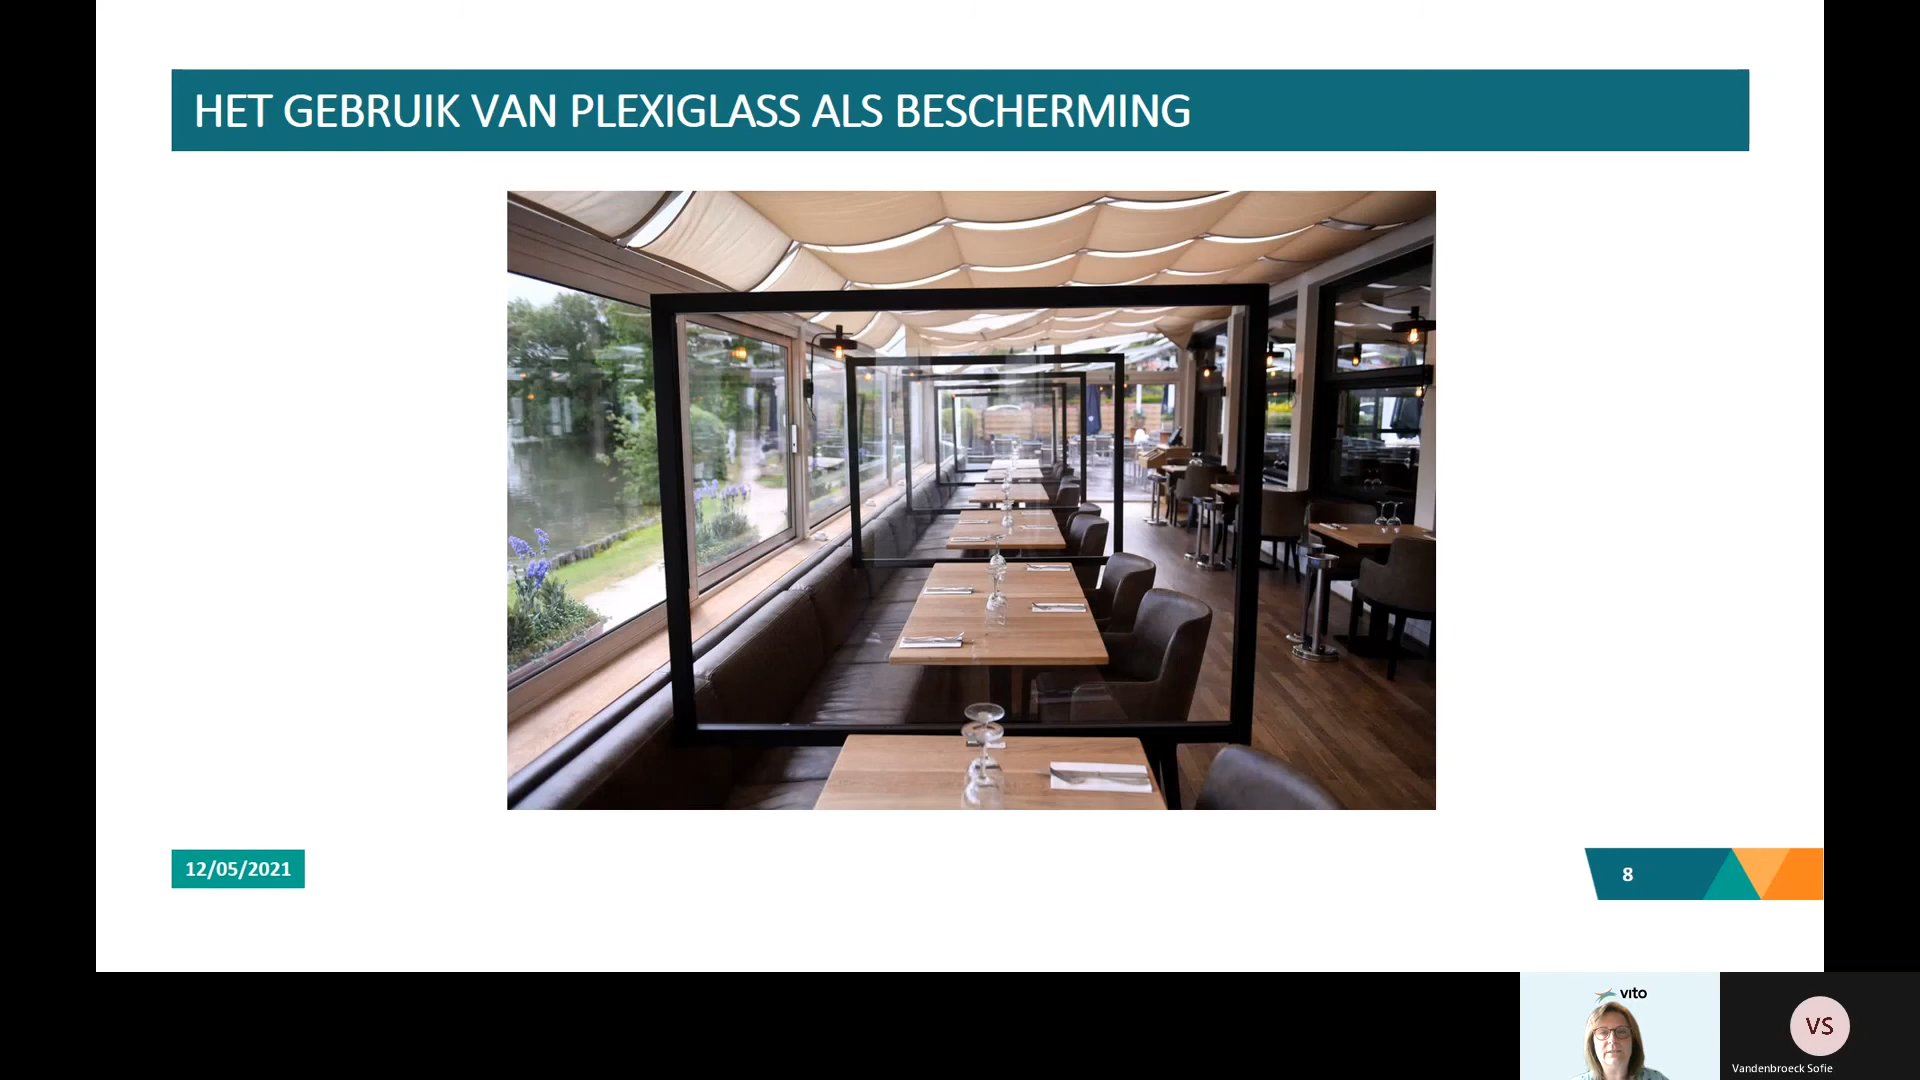 HET GEBRUIK VAN PLEXIGLASS ALS BESCHERMING
12/05/2021
8
vito
VS
Vandenbroeck Sofie